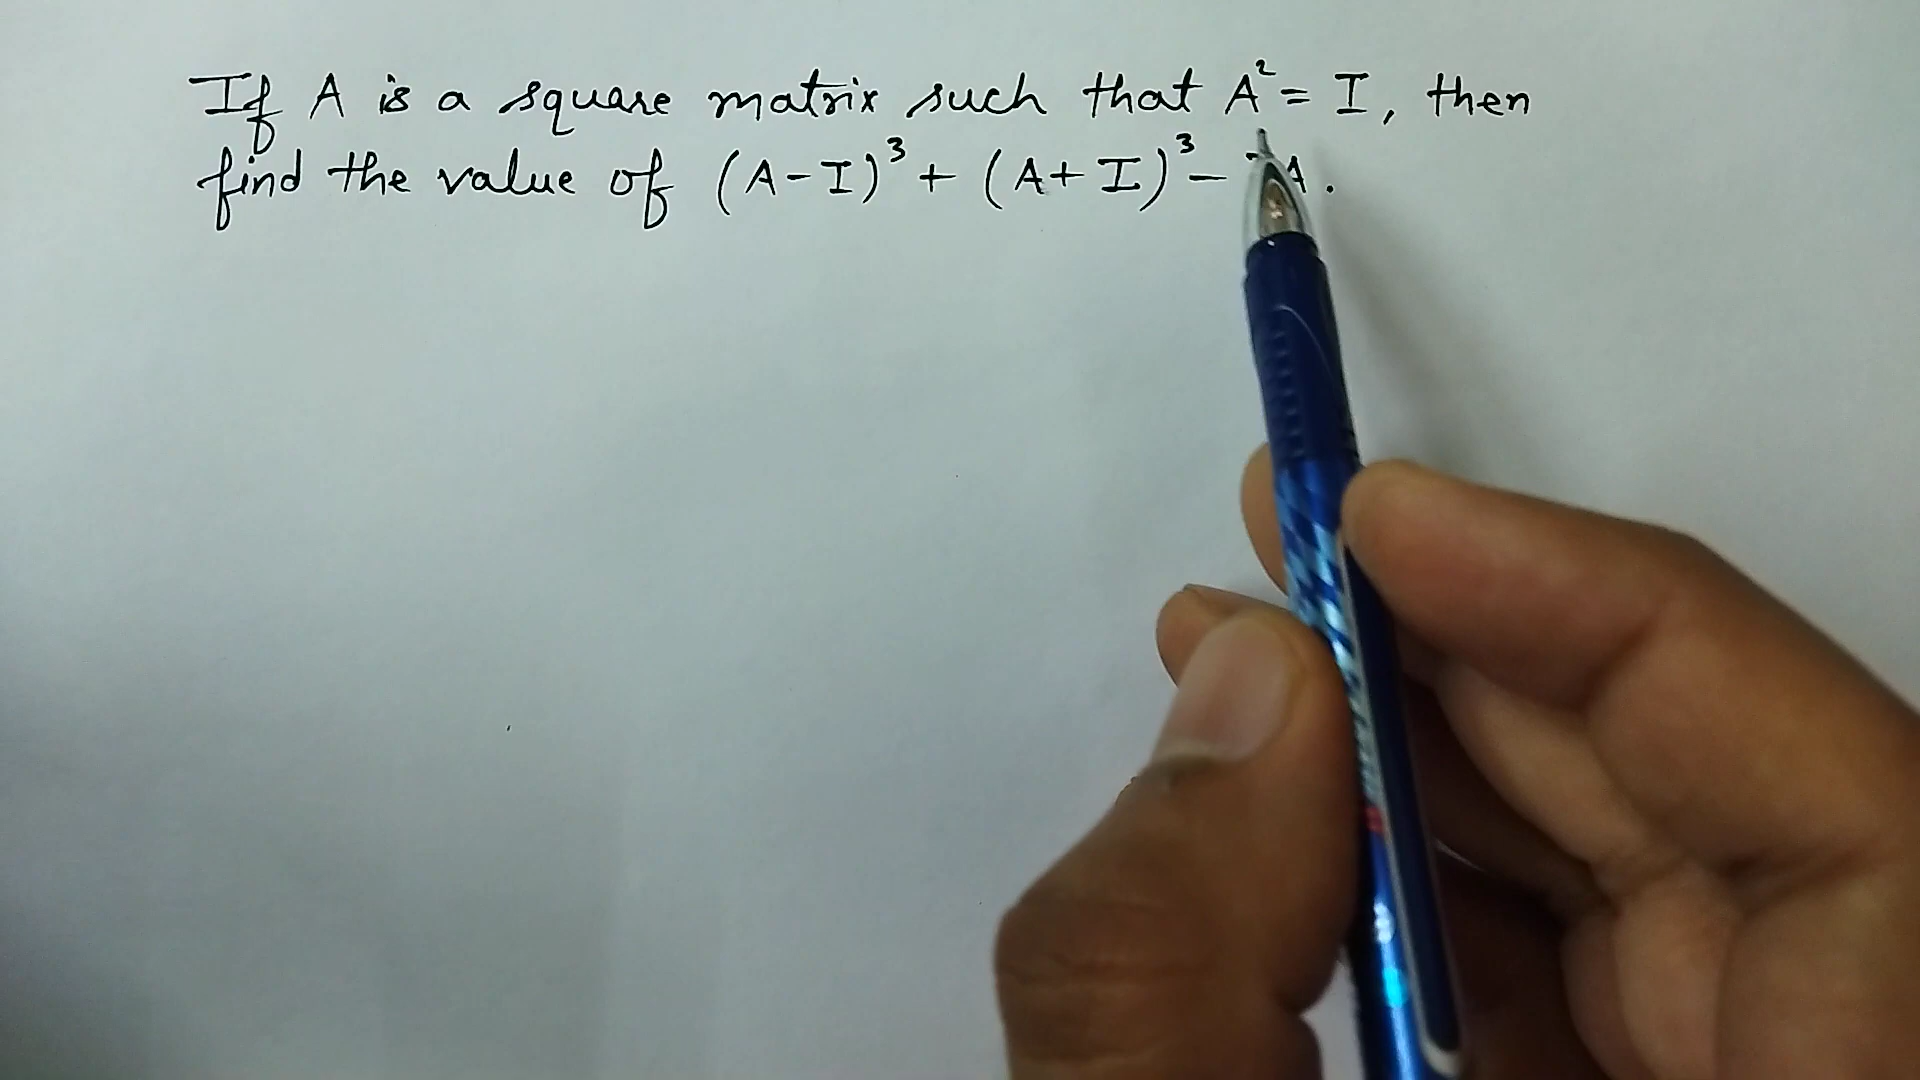 If A is a square matrix such that A² = I, then
find the value of (A-I)³ + (A+I)³ - A.